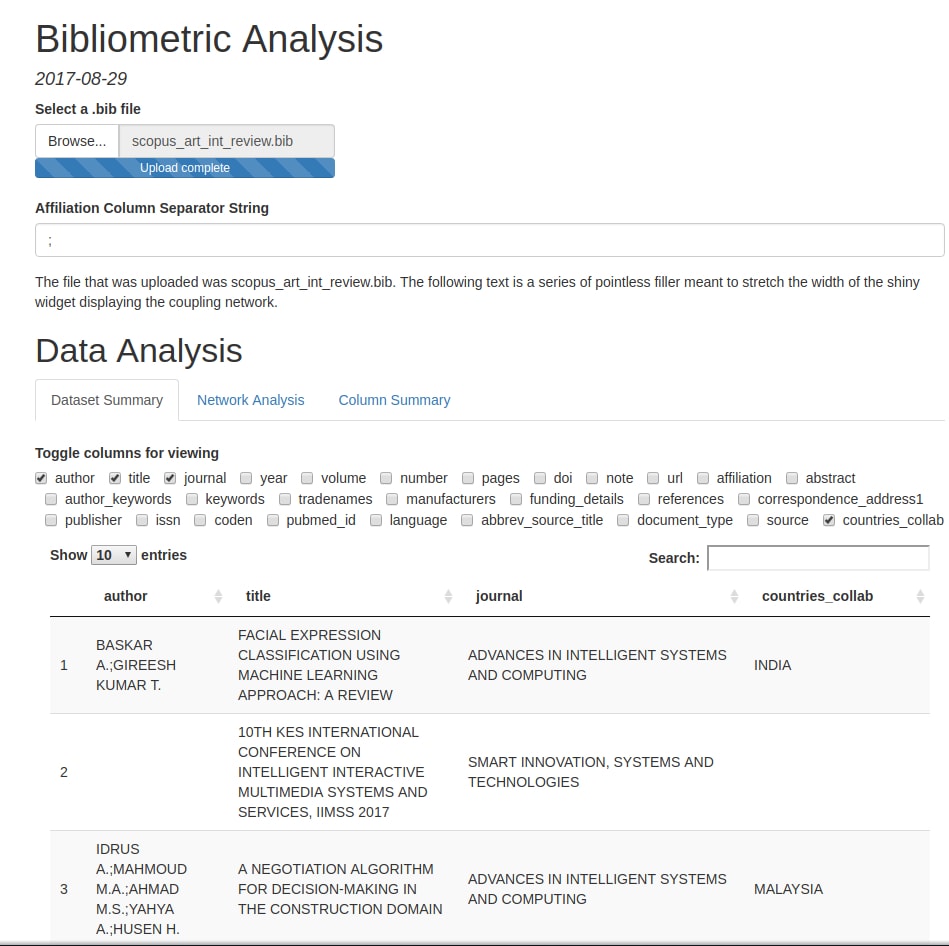 Bibliometric Analysis
2017-08-29
Select a .bib file
Browse... scopus_art_int_review.bib
Upload complete
Affiliation Column Separator String
;
The file that was uploaded was scopus_art_int_review.bib. The following text is a series of pointless filler meant to stretch the width of the shiny
widget displaying the coupling network.
Data Analysis
Dataset Summary Network Analysis Column Summary
Toggle columns for viewing
author title journal year volume number pages doi note url affiliation abstract
author_keywords keywords tradenames manufacturers funding_details references correspondence_address1
publisher issn coden pubmed_id language abbrev_source_title document_type source countries_collab
Show 10 entries
Search:
author title journal countries_collab
1
BASKAR
A.;GIREESH
KUMAR T.
FACIAL EXPRESSION
CLASSIFICATION USING
MACHINE LEARNING
APPROACH: A REVIEW
ADVANCES IN INTELLIGENT SYSTEMS
AND COMPUTING
INDIA
2
10TH KES INTERNATIONAL
CONFERENCE ON
INTELLIGENT INTERACTIVE
MULTIMEDIA SYSTEMS AND
SERVICES, IIMSS 2017
SMART INNOVATION, SYSTEMS AND
TECHNOLOGIES
3
IDRUS
A.;MAHMOUD
M.A.;AHMAD
M.S.;YAHYA
A.;HUSEN H.
A NEGOTIATION ALGORITHM
FOR DECISION-MAKING IN
THE CONSTRUCTION DOMAIN
ADVANCES IN INTELLIGENT SYSTEMS
AND COMPUTING
MALAYSIA